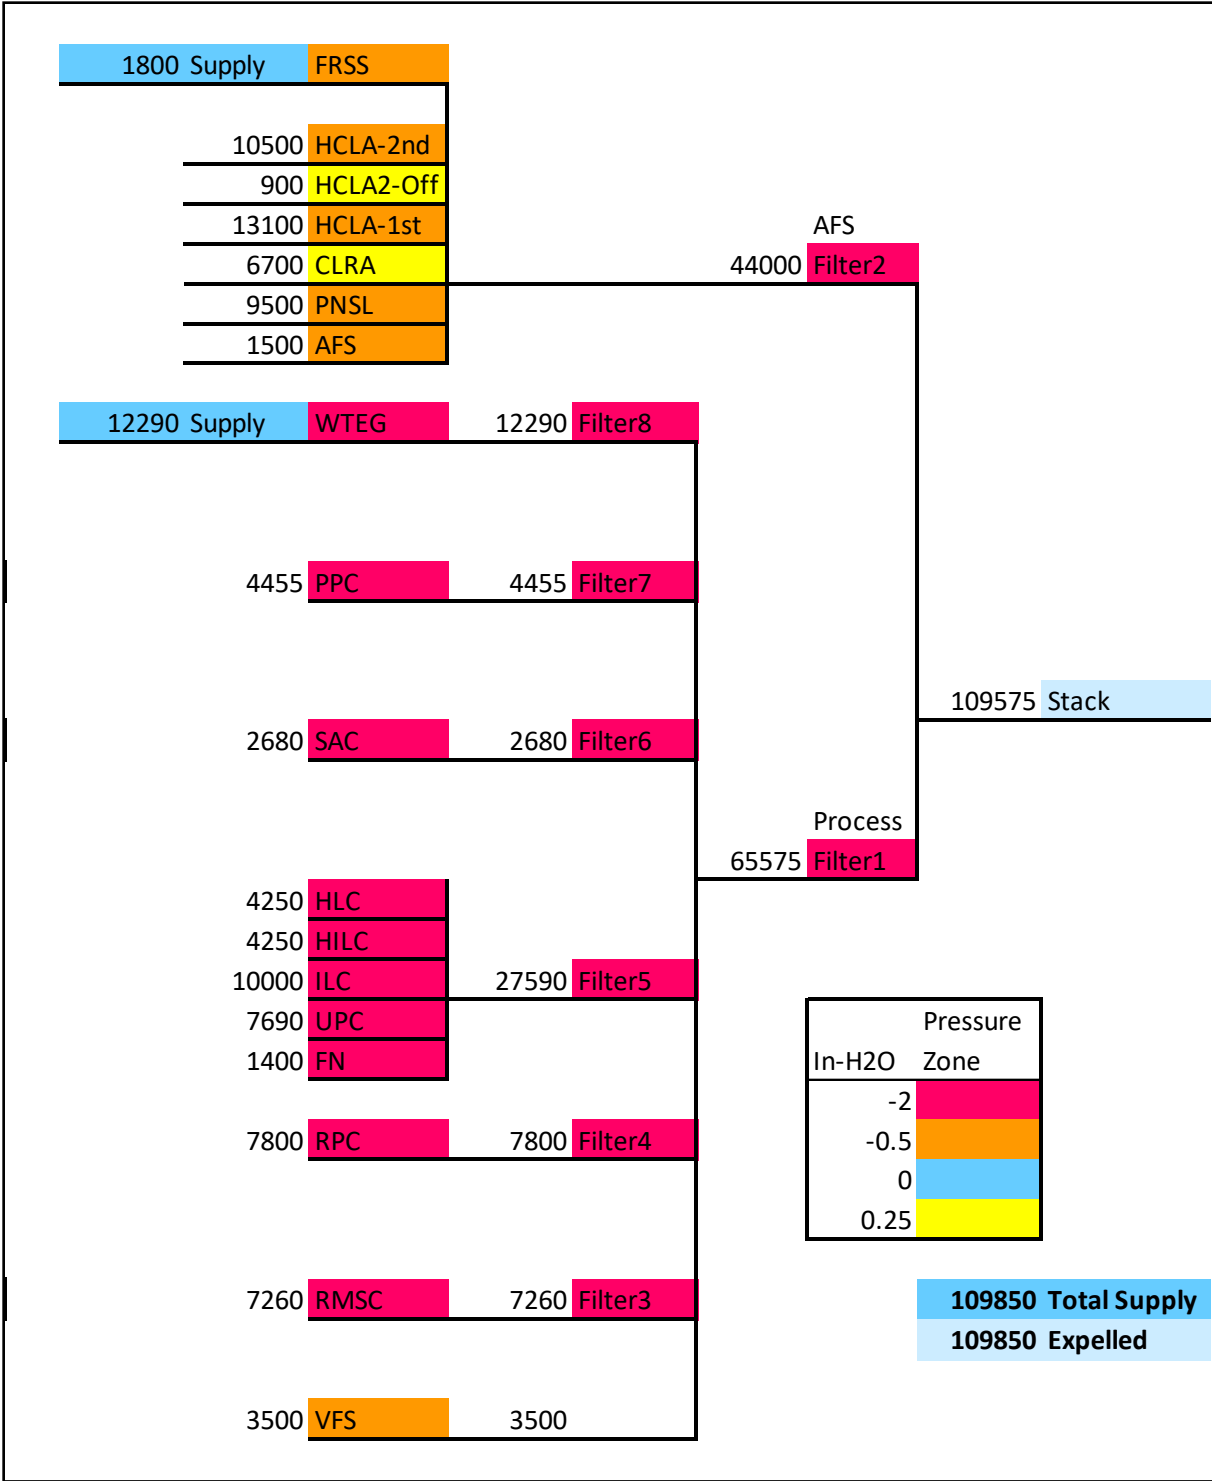 1800 Supply FRSS
10500 HCLA-2nd
900 HCLA2-Off
13100 HCLA-1st AFS
6700 CLRA 44000 Filter2
9500 PNSL
1500 AFS
12290 Supply WTEG 12290 Filter8
4455 PPC 4455 Filter7
109575 Stack
2680 SAC 2680 Filter6
Process
65575 Filter1
4250 HLC
4250 HILC
10000 ILC 27590 Filter5
7690 UPC Pressure
1400 FN In-H2O Zone
-2
7800 RPC 7800 Filter4 -0.5
0
0.25
7260 RMSC 7260 Filter3 109850 Total Supply
109850 Expelled
3500 VFS 3500